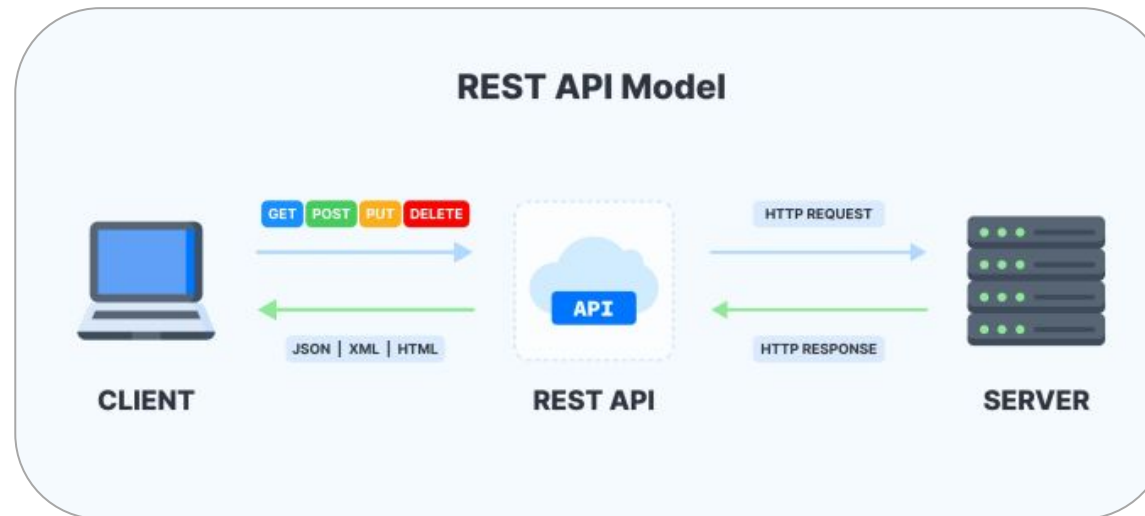 REST API Model
GET POST PUT DELETE
HTTP REQUEST
API
JSON | XML | HTML
HTTP RESPONSE
CLIENT
REST API
SERVER